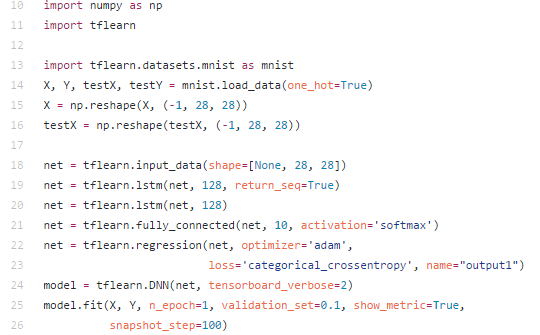 10 import numpy as np
11 import tflearn
12
13 import tflearn.datasets.mnist as mnist
14 X, Y, testX, testY = mnist.load_data(one_hot=True)
15 X = np.reshape(X, (-1, 28, 28))
16 testX = np.reshape(testX, (-1, 28, 28))
17
18 net = tflearn.input_data(shape=[None, 28, 28])
19 net = tflearn.lstm(net, 128, return_seq=True)
20 net = tflearn.lstm(net, 128)
21 net = tflearn.fully_connected(net, 10, activation='softmax')
22 net = tflearn.regression(net, optimizer='adam',
23                          loss='categorical_crossentropy', name="output1")
24 model = tflearn.DNN(net, tensorboard_verbose=2)
25 model.fit(X, Y, n_epoch=1, validation_set=0.1, show_metric=True,
26           snapshot_step=100)